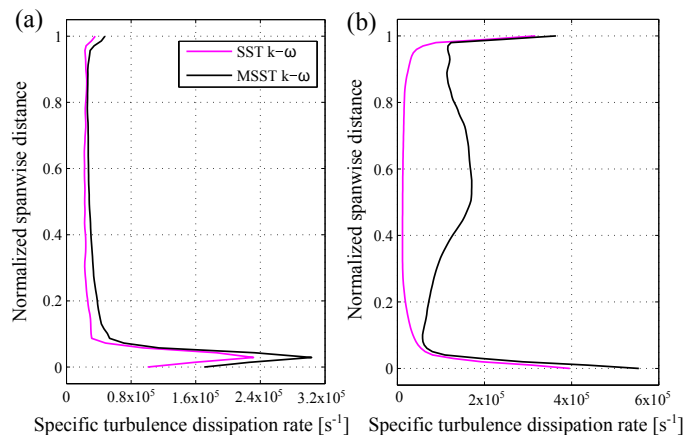 (a)
(b)
SST k-ω
MSST k-ω
Normalized spanwise distance
1
0.8
0.6
0.4
0.2
0
0
0.8x10⁵
1.6x10⁵
2.4x10⁵
3.2x10⁵
Specific turbulence dissipation rate [s⁻¹]
Normalized spanwise distance
1
0.8
0.6
0.4
0.2
0
0
2x10⁵
4x10⁵
6x10⁵
Specific turbulence dissipation rate [s⁻¹]